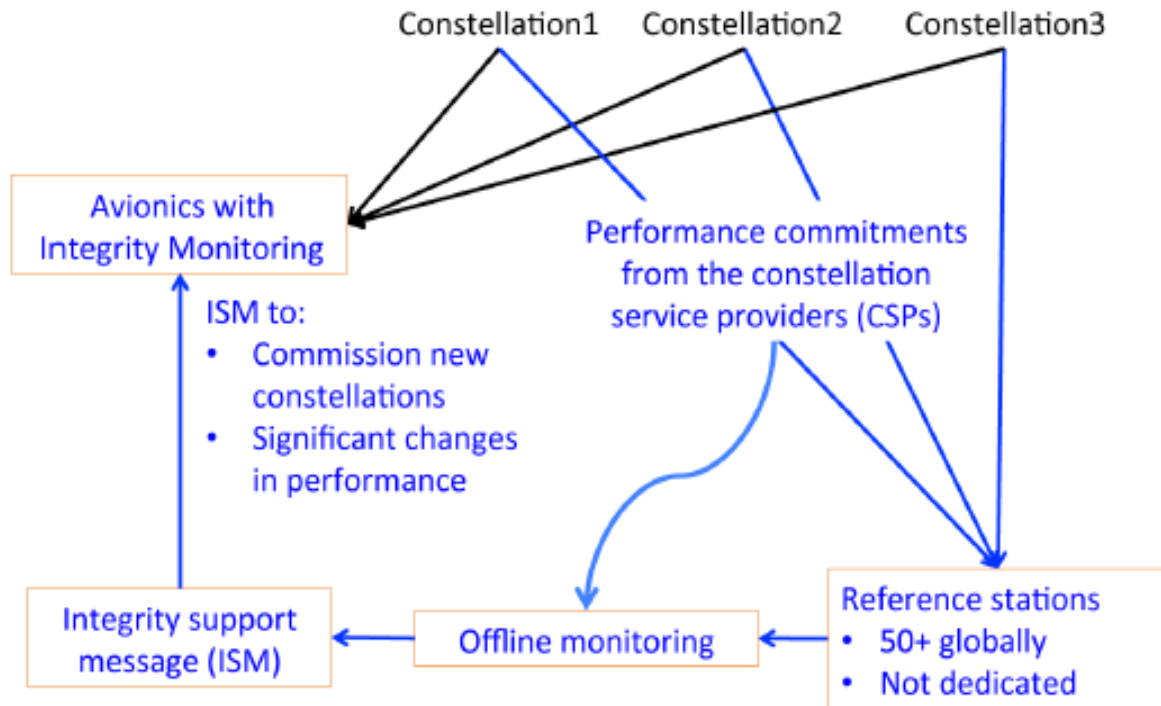 Constellation1 Constellation2 Constellation3
Avionics with
Integrity Monitoring
Performance commitments
from the constellation
service providers (CSPs)
ISM to:
• Commission new
constellations
• Significant changes
in performance
Integrity support
message (ISM)
Offline monitoring
Reference stations
• 50+ globally
• Not dedicated